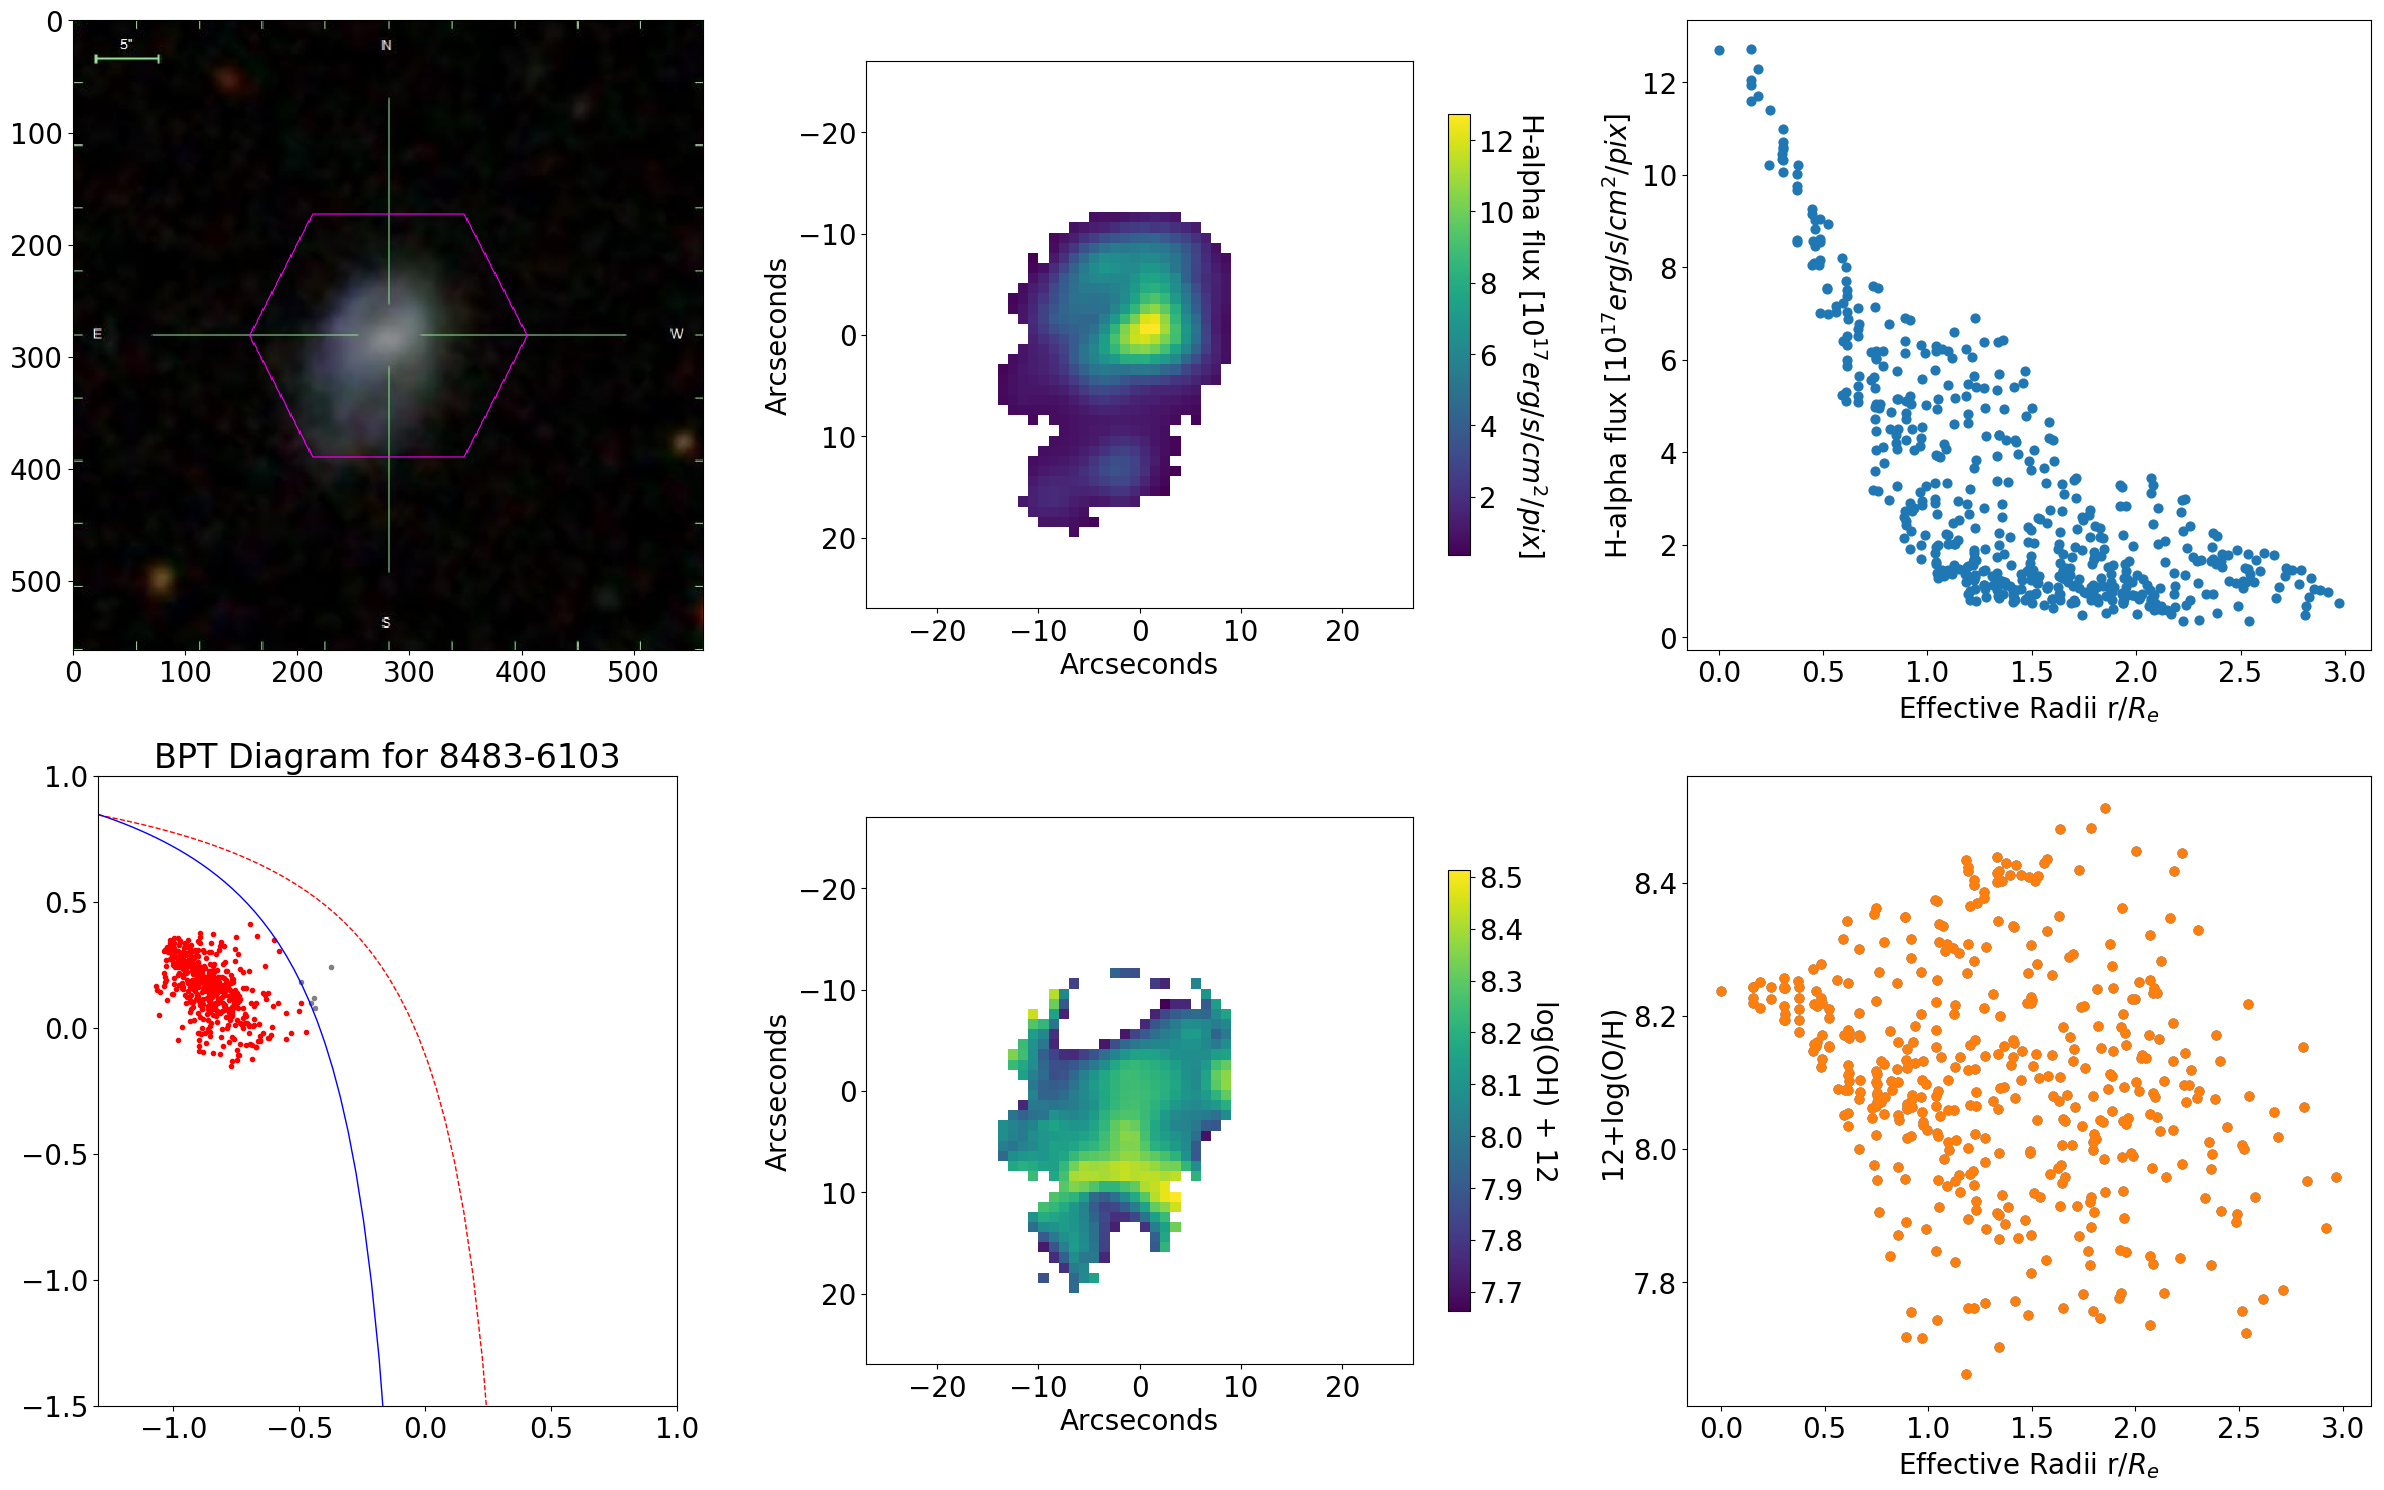 5"
N
E
W
S
0
100
200
300
400
500
0 100 200 300 400 500
−20
−10
0
10
20
Arcseconds
−20 −10 0 10 20
Arcseconds
12
10
8
6
4
2
H-alpha flux [10^17 erg/s/cm^2/pix]
12
10
8
6
4
2
0
H-alpha flux [10^17 erg/s/cm^2/pix]
0.0 0.5 1.0 1.5 2.0 2.5 3.0
Effective Radii r/R_e
BPT Diagram for 8483-6103
1.0
0.5
0.0
−0.5
−1.0
−1.5
−1.0 −0.5 0.0 0.5 1.0
−20
−10
0
10
20
Arcseconds
−20 −10 0 10 20
Arcseconds
8.5
8.4
8.3
8.2
8.1
8.0
7.9
7.8
7.7
log(OH) + 12
8.4
8.2
8.0
7.8
12+log(O/H)
0.0 0.5 1.0 1.5 2.0 2.5 3.0
Effective Radii r/R_e